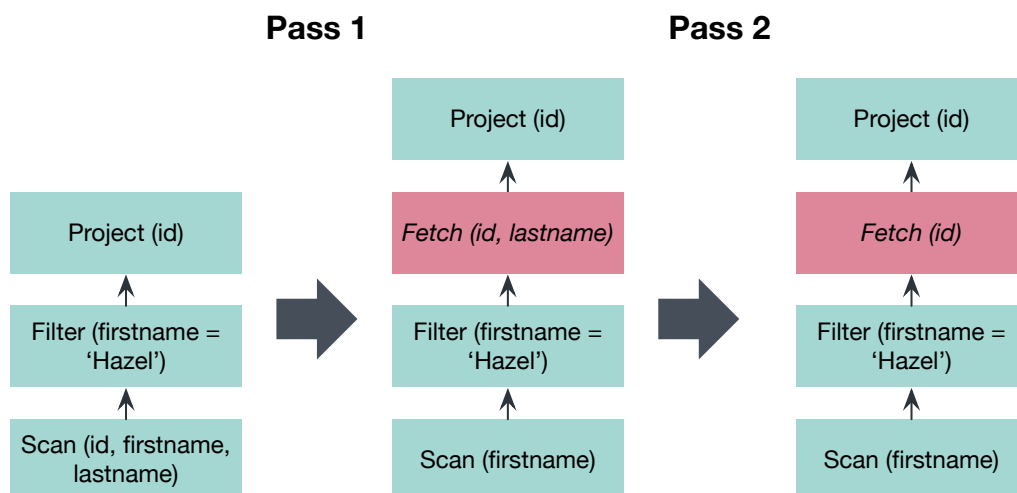 Pass 1
Pass 2
Project (id)
Filter (firstname =
‘Hazel’)
Scan (id, firstname,
lastname)
Project (id)
Fetch (id, lastname)
Filter (firstname =
‘Hazel’)
Scan (firstname)
Project (id)
Fetch (id)
Filter (firstname =
‘Hazel’)
Scan (firstname)